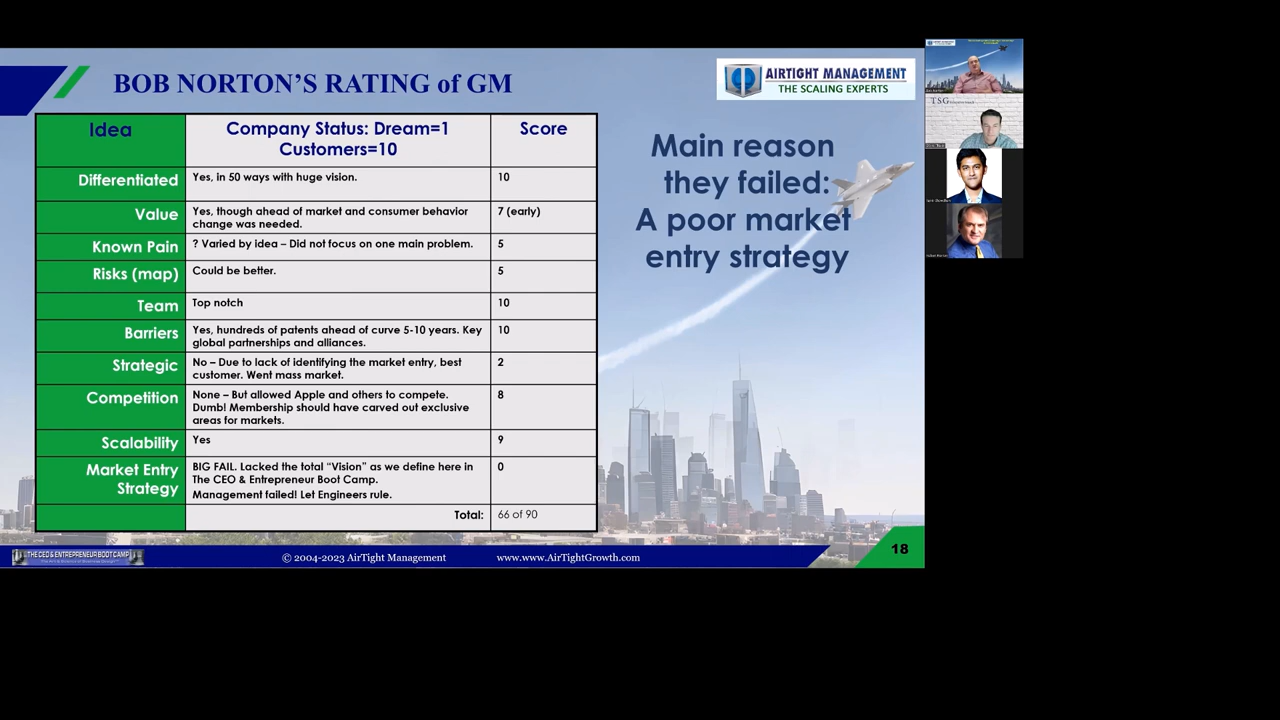 BOB NORTON'S RATING of GM
AIRTIGHT MANAGEMENT
THE SCALING EXPERTS
Idea
Company Status: Dream=1
Customers=10
Score
Differentiated
Yes, in 50 ways with huge vision.
10
Value
Yes, though ahead of market and consumer behavior
change was needed.
7 (early)
Known Pain
? Varied by idea – Did not focus on one main problem.
5
Risks (map)
Could be better.
5
Team
Top notch
10
Barriers
Yes, hundreds of patents ahead of curve 5-10 years. Key
global partnerships and alliances.
10
Strategic
No – Due to lack of identifying the market entry, best
customer. Went mass market.
2
Competition
None – But allowed Apple and others to compete.
Dumb! Membership should have carved out exclusive
areas for markets.
8
Scalability
Yes
9
Market Entry
Strategy
BIG FAIL. Lacked the total “Vision” as we define here in
The CEO & Entrepreneur Boot Camp.
Management failed! Let Engineers rule.
0
Total:
66 of 90
Main reason
they failed:
A poor market
entry strategy
THE CEO & ENTREPRENEUR BOOT CAMP
© 2004-2023 AirTight Management
www.www.AirTightGrowth.com
18
TSG